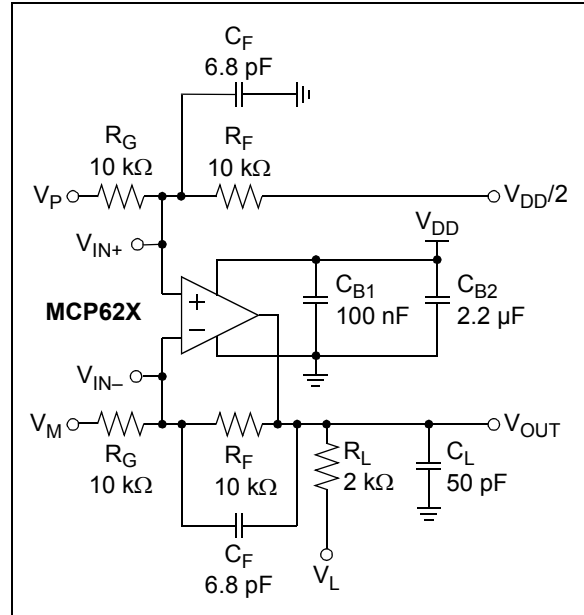 C_F
6.8 pF
R_G
10 kΩ
R_F
10 kΩ
V_P
V_DD/2
V_IN+
V_DD
MCP62X
+
−
C_B1
100 nF
C_B2
2.2 µF
V_IN–
V_M
V_OUT
R_G
10 kΩ
R_F
10 kΩ
R_L
2 kΩ
C_L
50 pF
C_F
6.8 pF
V_L